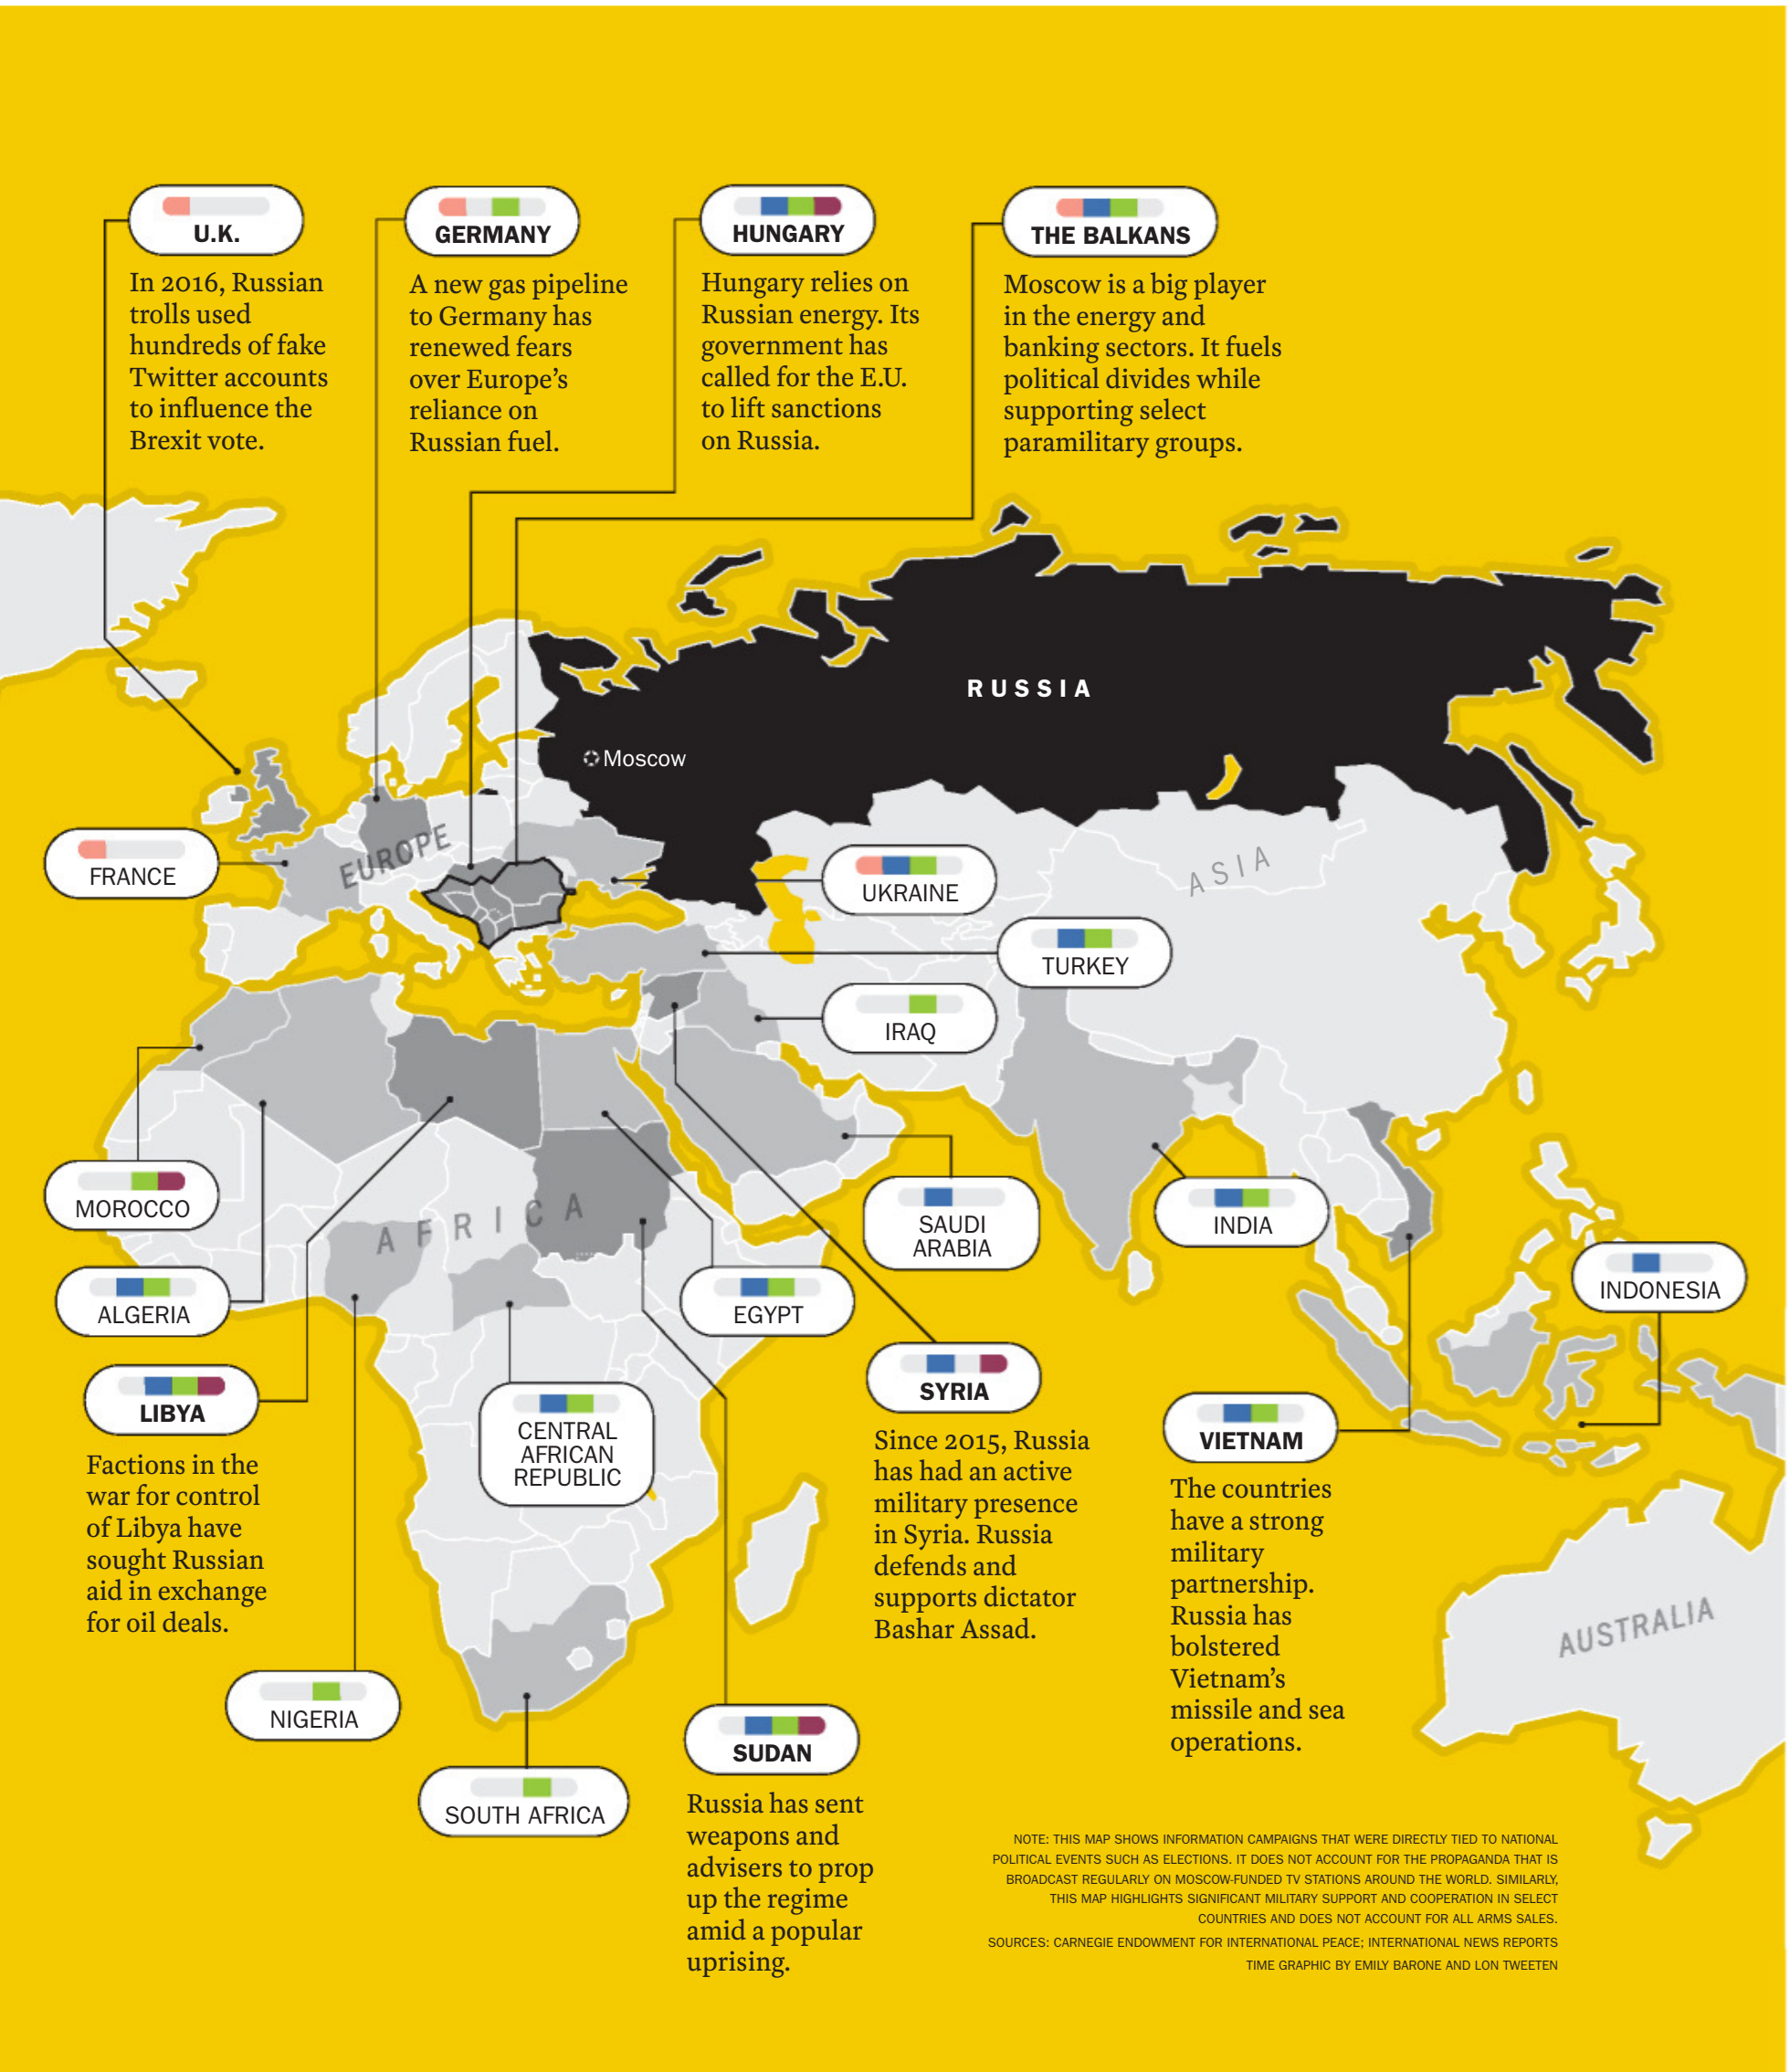 U.K.
In 2016, Russian
trolls used
hundreds of fake
Twitter accounts
to influence the
Brexit vote.
GERMANY
A new gas pipeline
to Germany has
renewed fears
over Europe's
reliance on
Russian fuel.
HUNGARY
Hungary relies on
Russian energy. Its
government has
called for the E.U.
to lift sanctions
on Russia.
THE BALKANS
Moscow is a big player
in the energy and
banking sectors. It fuels
political divides while
supporting select
paramilitary groups.
RUSSIA
Moscow
EUROPE
ASIA
FRANCE
UKRAINE
TURKEY
IRAQ
MOROCCO
AFRICA
SAUDI
ARABIA
INDIA
INDONESIA
ALGERIA
EGYPT
LIBYA
Factions in the
war for control
of Libya have
sought Russian
aid in exchange
for oil deals.
CENTRAL
AFRICAN
REPUBLIC
SYRIA
Since 2015, Russia
has had an active
military presence
in Syria. Russia
defends and
supports dictator
Bashar Assad.
VIETNAM
The countries
have a strong
military
partnership.
Russia has
bolstered
Vietnam's
missile and sea
operations.
AUSTRALIA
NIGERIA
SOUTH AFRICA
SUDAN
Russia has sent
weapons and
advisers to prop
up the regime
amid a popular
uprising.
NOTE: THIS MAP SHOWS INFORMATION CAMPAIGNS THAT WERE DIRECTLY TIED TO NATIONAL
POLITICAL EVENTS SUCH AS ELECTIONS. IT DOES NOT ACCOUNT FOR THE PROPAGANDA THAT IS
BROADCAST REGULARLY ON MOSCOW-FUNDED TV STATIONS AROUND THE WORLD. SIMILARLY,
THIS MAP HIGHLIGHTS SIGNIFICANT MILITARY SUPPORT AND COOPERATION IN SELECT
COUNTRIES AND DOES NOT ACCOUNT FOR ALL ARMS SALES.
SOURCES: CARNEGIE ENDOWMENT FOR INTERNATIONAL PEACE; INTERNATIONAL NEWS REPORTS
TIME GRAPHIC BY EMILY BARONE AND LON TWEETEN